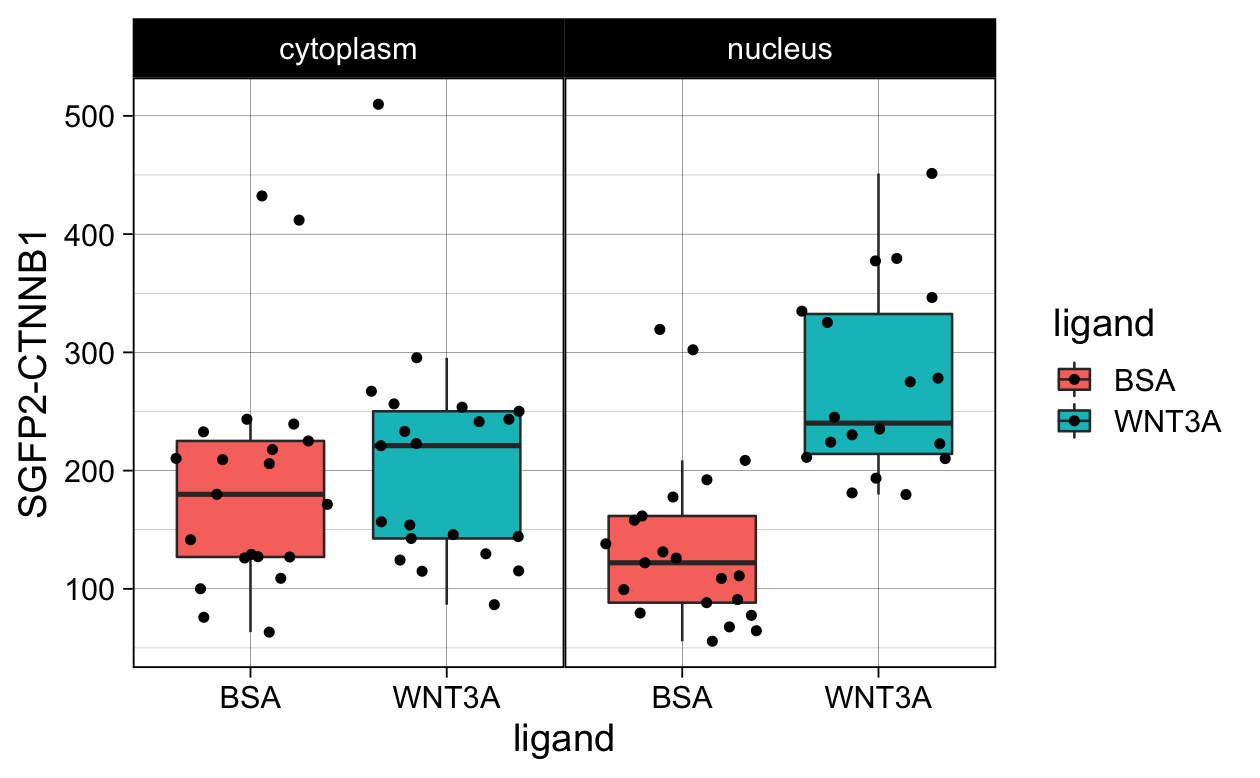 cytoplasm nucleus
500
400
300
200
100
SGFP2-CTNNB1
BSA WNT3A BSA WNT3A
ligand
ligand
BSA
WNT3A